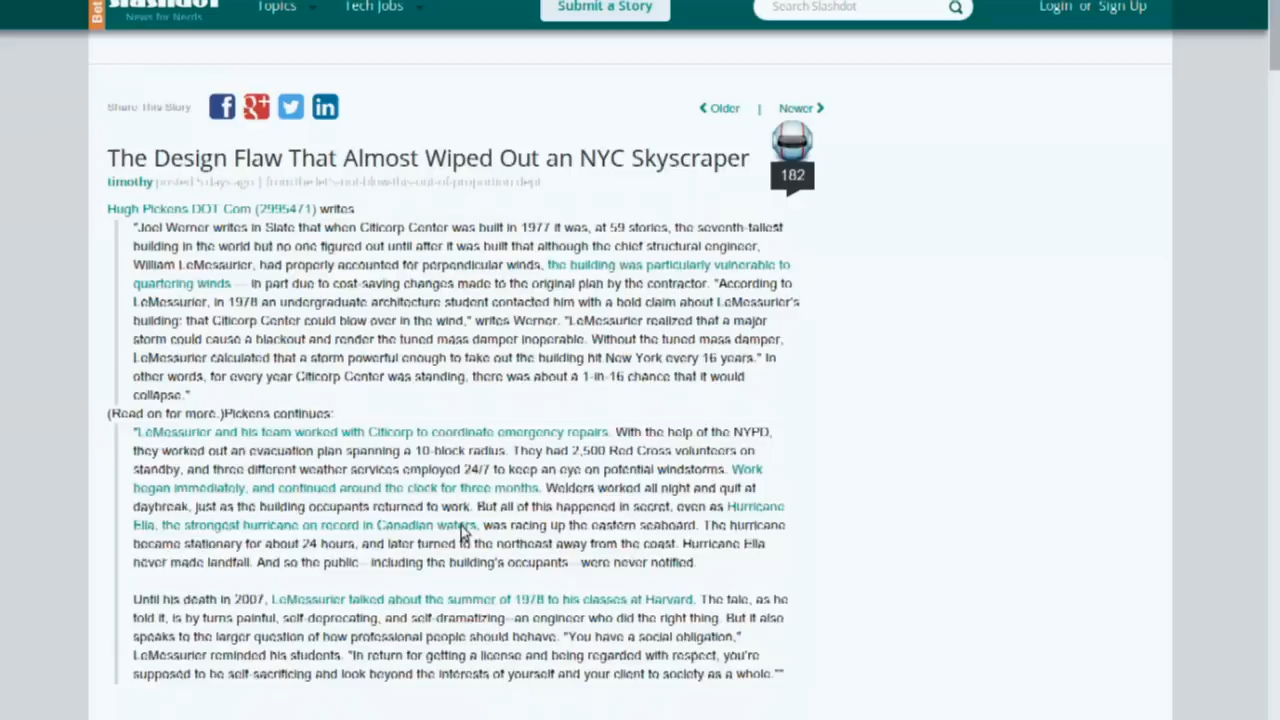 Bet
Slashdot
News for Nerds
Topics
Tech Jobs
Submit a Story
Search Slashdot
Login or Sign Up
Share This Story
f
g+
in
Older | Newer
The Design Flaw That Almost Wiped Out an NYC Skyscraper
182
timothy posted 5 days ago | from the let's-not-blow-this-out-of-proportion dept.
Hugh Pickens DOT Com (2995471) writes
"Joel Werner writes in Slate that when Citicorp Center was built in 1977 it was, at 59 stories, the seventh-tallest
building in the world but no one figured out until after it was built that although the chief structural engineer,
William LeMessurier, had properly accounted for perpendicular winds, the building was particularly vulnerable to
quartering winds — in part due to cost-saving changes made to the original plan by the contractor. "According to
LeMessurier, in 1978 an undergraduate architecture student contacted him with a bold claim about LeMessurier's
building: that Citicorp Center could blow over in the wind," writes Werner. "LeMessurier realized that a major
storm could cause a blackout and render the tuned mass damper inoperable. Without the tuned mass damper,
LeMessurier calculated that a storm powerful enough to take out the building hit New York every 16 years." In
other words, for every year Citicorp Center was standing, there was about a 1-in-16 chance that it would
collapse."
(Read on for more.)Pickens continues:
"LeMessurier and his team worked with Citicorp to coordinate emergency repairs. With the help of the NYPD,
they worked out an evacuation plan spanning a 10-block radius. They had 2,500 Red Cross volunteers on
standby, and three different weather services employed 24/7 to keep an eye on potential windstorms. Work
began immediately, and continued around the clock for three months. Welders worked all night and quit at
daybreak, just as the building occupants returned to work. But all of this happened in secret, even as Hurricane
Ella, the strongest hurricane on record in Canadian waters, was racing up the eastern seaboard. The hurricane
became stationary for about 24 hours, and later turned to the northeast away from the coast. Hurricane Ella
never made landfall. And so the public—including the building's occupants—were never notified.
Until his death in 2007, LeMessurier talked about the summer of 1978 to his classes at Harvard. The tale, as he
told it, is by turns painful, self-deprecating, and self-dramatizing--an engineer who did the right thing. But it also
speaks to the larger question of how professional people should behave. "You have a social obligation,"
LeMessurier reminded his students. "In return for getting a license and being regarded with respect, you're
supposed to be self-sacrificing and look beyond the interests of yourself and your client to society as a whole.""